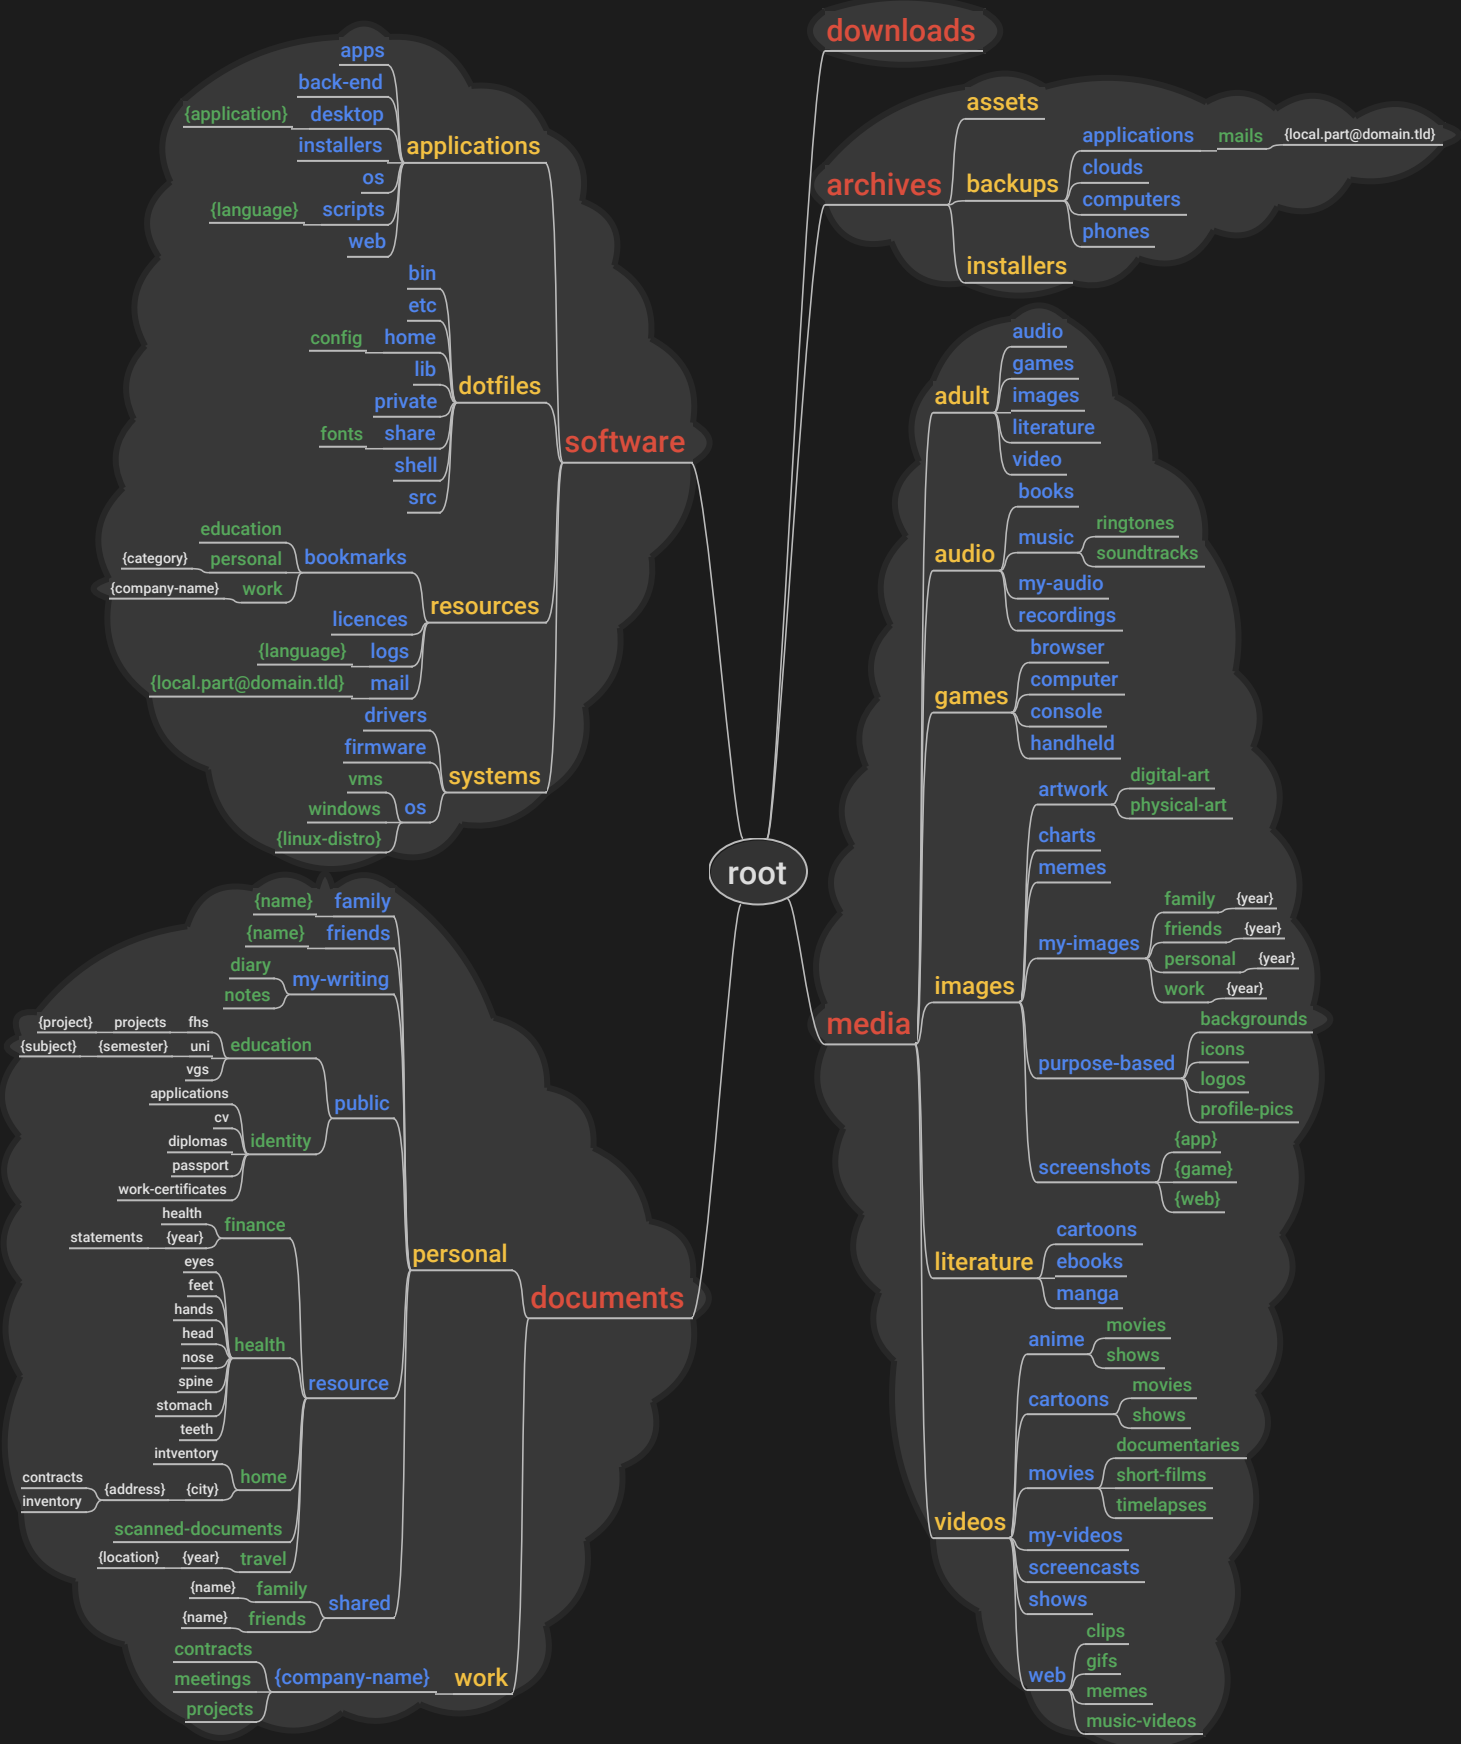 root
software
applications
apps
back-end
desktop
{application}
installers
os
scripts
{language}
web
dotfiles
bin
etc
home
config
lib
private
share
fonts
shell
src
resources
bookmarks
education
personal
{category}
work
{company-name}
licences
logs
{language}
mail
{local.part@domain.tld}
systems
drivers
firmware
os
vms
windows
{linux-distro}
documents
personal
family
{name}
friends
{name}
my-writing
diary
notes
public
education
fhs
projects
{project}
uni
{semester}
{subject}
vgs
identity
applications
cv
diplomas
passport
work-certificates
resource
finance
health
{year}
statements
health
eyes
feet
hands
head
nose
spine
stomach
teeth
home
intventory
{city}
{address}
contracts
inventory
scanned-documents
travel
{year}
{location}
shared
family
{name}
friends
{name}
work
{company-name}
contracts
meetings
projects
downloads
archives
assets
backups
applications
mails
{local.part@domain.tld}
clouds
computers
phones
installers
media
adult
audio
games
images
literature
video
audio
books
music
ringtones
soundtracks
my-audio
recordings
games
browser
computer
console
handheld
images
artwork
digital-art
physical-art
charts
memes
my-images
family
{year}
friends
{year}
personal
{year}
work
{year}
purpose-based
backgrounds
icons
logos
profile-pics
screenshots
{app}
{game}
{web}
literature
cartoons
ebooks
manga
videos
anime
movies
shows
cartoons
movies
shows
movies
documentaries
short-films
timelapses
my-videos
screencasts
shows
web
clips
gifs
memes
music-videos